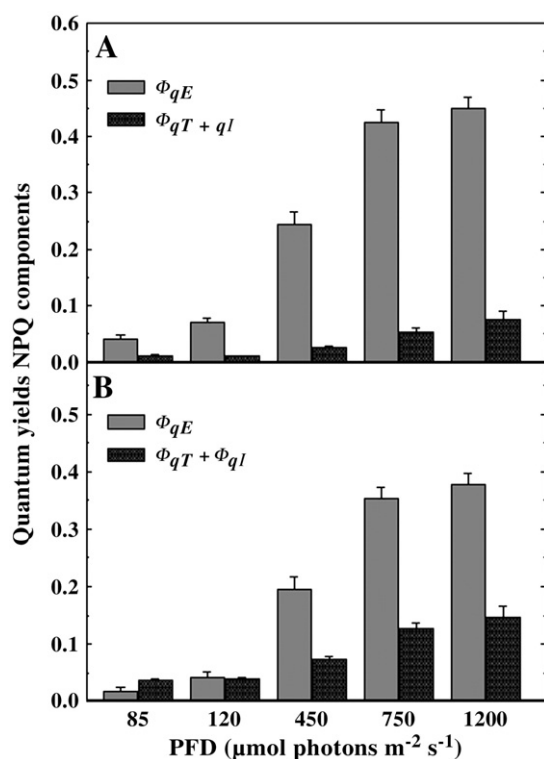 Quantum yields NPQ components
0.6
A
0.5
ΦqE
ΦqT + qI
0.4
0.3
0.2
0.1
0.0
B
0.5
ΦqE
ΦqT + ΦqI
0.4
0.3
0.2
0.1
0.0
85 120 450 750 1200
PFD (μmol photons m⁻² s⁻¹)